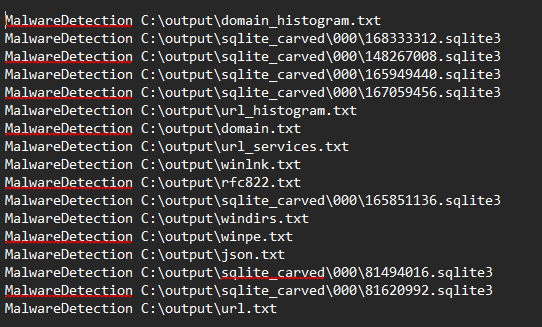 MalwareDetection C:\output\domain_histogram.txt
MalwareDetection C:\output\sqlite_carved\000\168333312.sqlite3
MalwareDetection C:\output\sqlite_carved\000\148267008.sqlite3
MalwareDetection C:\output\sqlite_carved\000\165949440.sqlite3
MalwareDetection C:\output\sqlite_carved\000\167059456.sqlite3
MalwareDetection C:\output\url_histogram.txt
MalwareDetection C:\output\domain.txt
MalwareDetection C:\output\url_services.txt
MalwareDetection C:\output\winlnk.txt
MalwareDetection C:\output\rfc822.txt
MalwareDetection C:\output\sqlite_carved\000\165851136.sqlite3
MalwareDetection C:\output\windirs.txt
MalwareDetection C:\output\winpe.txt
MalwareDetection C:\output\json.txt
MalwareDetection C:\output\sqlite_carved\000\81494016.sqlite3
MalwareDetection C:\output\sqlite_carved\000\81620992.sqlite3
MalwareDetection C:\output\url.txt